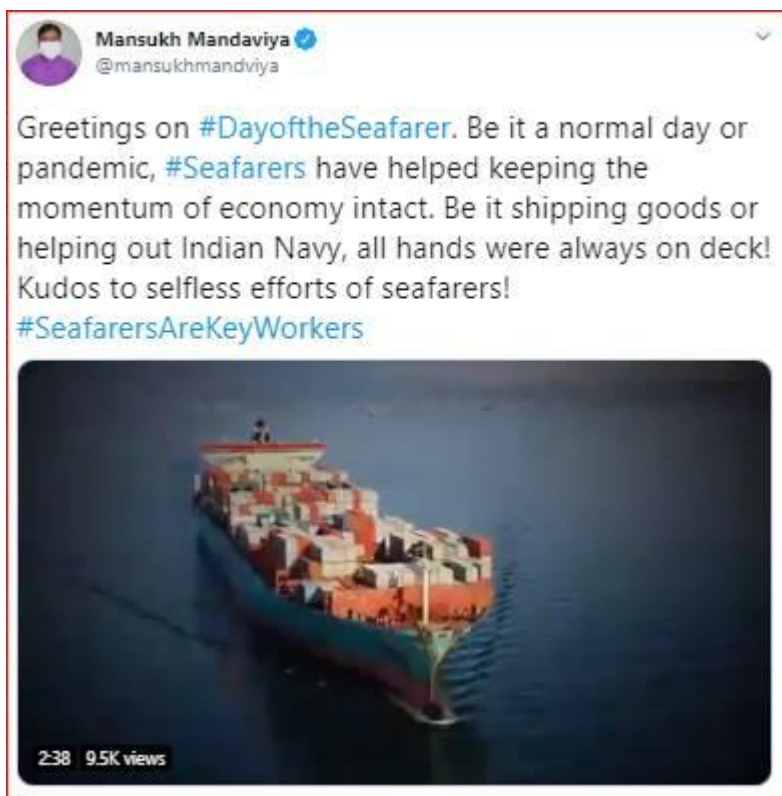 Mansukh Mandaviya
@mansukhmandviya
Greetings on #DayoftheSeafarer. Be it a normal day or
pandemic, #Seafarers have helped keeping the
momentum of economy intact. Be it shipping goods or
helping out Indian Navy, all hands were always on deck!
Kudos to selfless efforts of seafarers!
#SeafarersAreKeyWorkers
2:38 9.5K views